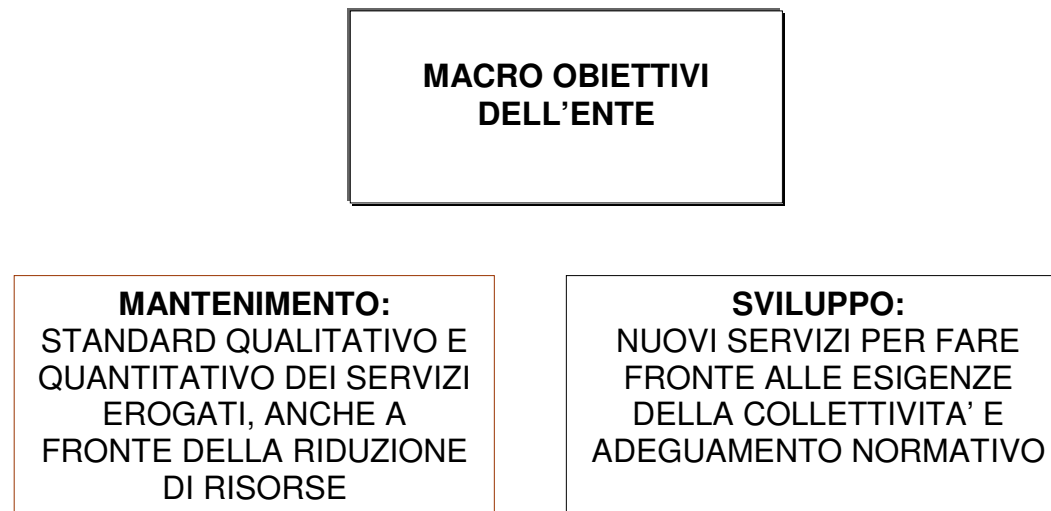 MACRO OBIETTIVI
DELL’ENTE
MANTENIMENTO:
STANDARD QUALITATIVO E
QUANTITATIVO DEI SERVIZI
EROGATI, ANCHE A
FRONTE DELLA RIDUZIONE
DI RISORSE
SVILUPPO:
NUOVI SERVIZI PER FARE
FRONTE ALLE ESIGENZE
DELLA COLLETTIVITA’ E
ADEGUAMENTO NORMATIVO